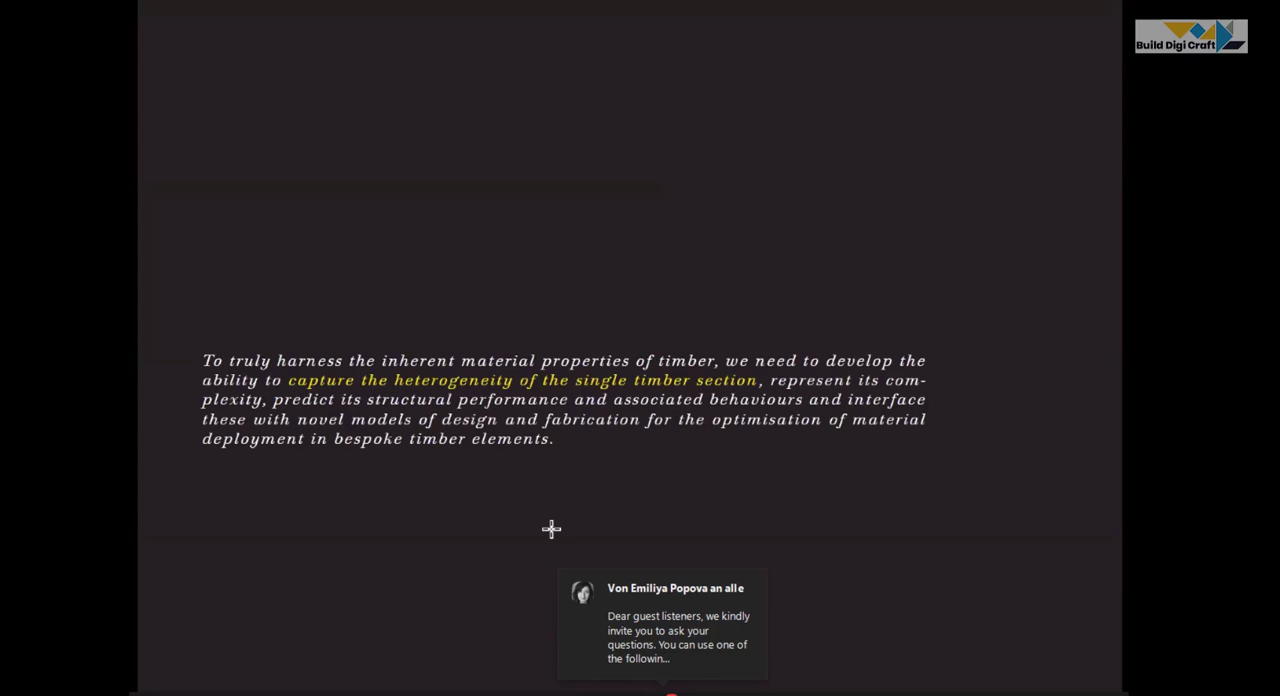 Build Digi Craft
To truly harness the inherent material properties of timber, we need to develop the
ability to capture the heterogeneity of the single timber section, represent its com-
plexity, predict its structural performance and associated behaviours and interface
these with novel models of design and fabrication for the optimisation of material
deployment in bespoke timber elements.
Von Emiliya Popova an alle
Dear guest listeners, we kindly
invite you to ask your
questions. You can use one of
the followin...